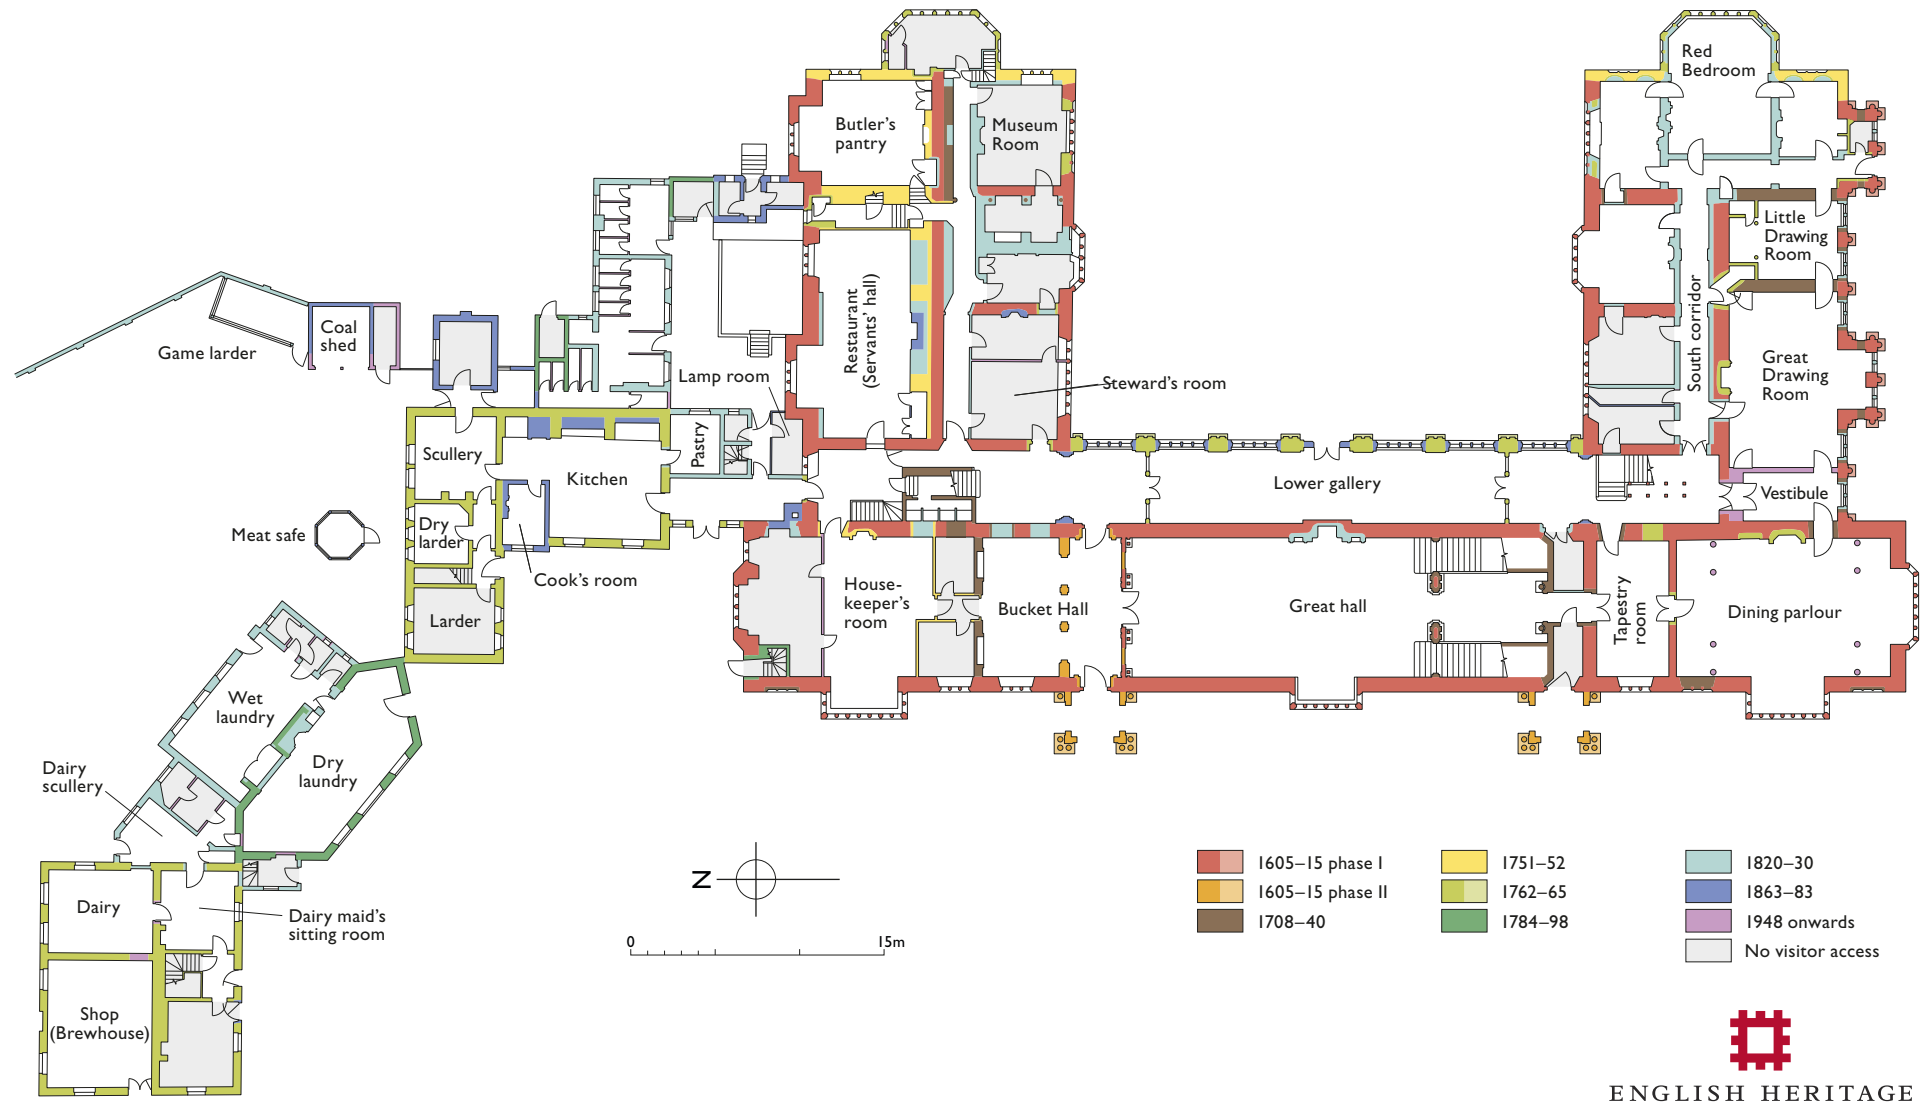 Red
Bedroom
Butler's
pantry
Museum
Room
Little
Drawing
Room
South corridor
Restaurant
(Servants' hall)
Coal
shed
Game larder
Lamp room
Steward's room
Great
Drawing
Room
Scullery
Pastry
Kitchen
Lower gallery
Vestibule
Meat safe
Dry
larder
Cook's room
House-
keeper's
room
Bucket Hall
Great hall
Tapestry
room
Dining parlour
Larder
Wet
laundry
Dry
laundry
Dairy
scullery
Dairy
Dairy maid's
sitting room
Shop
(Brewhouse)
N
0
15m
1605–15 phase I
1605–15 phase II
1708–40
1751–52
1762–65
1784–98
1820–30
1863–83
1948 onwards
No visitor access
ENGLISH HERITAGE